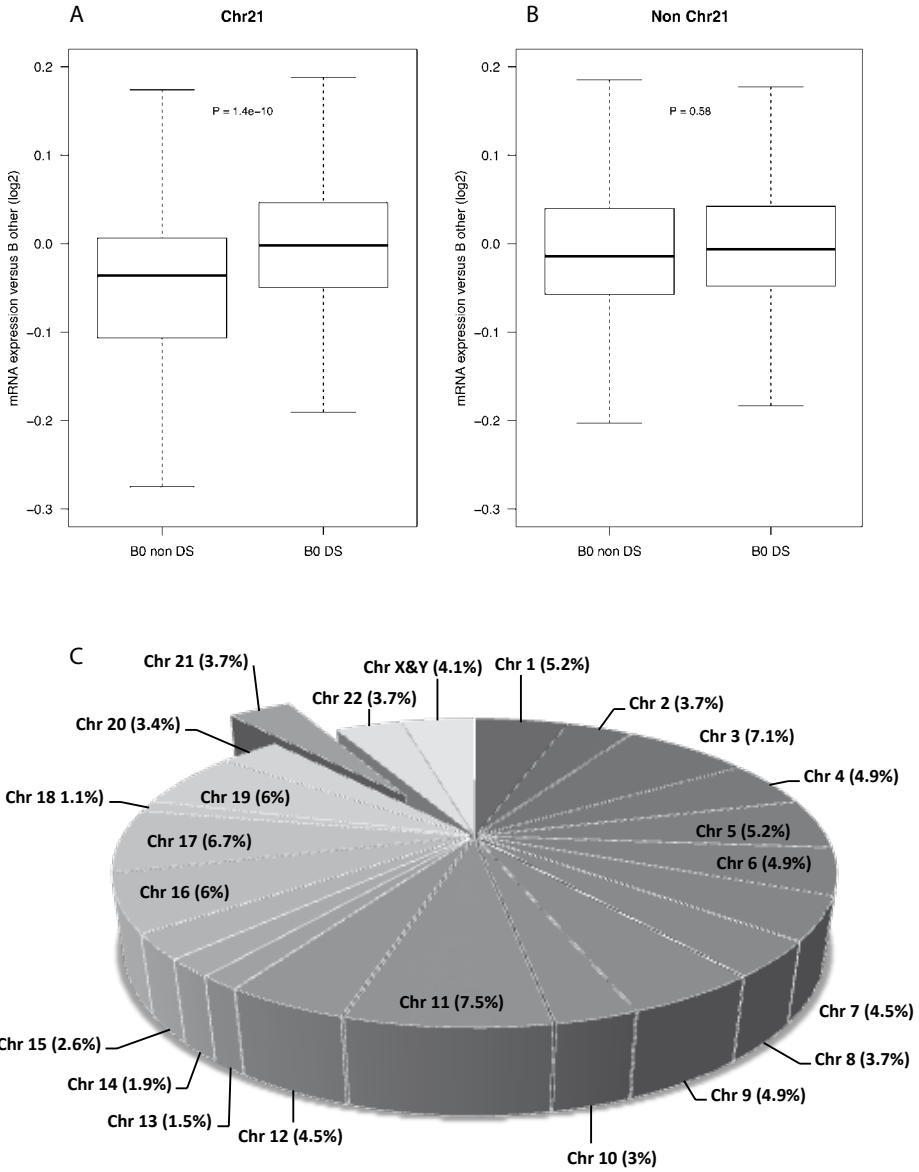 A
Chr21
mRNA expression versus B other (log2)
0.2
0.1
0.0
−0.1
−0.2
−0.3
P = 1.4e−10
B0 non DS
B0 DS
B
Non Chr21
mRNA expression versus B other (log2)
0.2
0.1
0.0
−0.1
−0.2
−0.3
P = 0.58
B0 non DS
B0 DS
C
Chr 21 (3.7%)
Chr X&Y (4.1%)
Chr 1 (5.2%)
Chr 22 (3.7%)
Chr 2 (3.7%)
Chr 20 (3.4%)
Chr 3 (7.1%)
Chr 4 (4.9%)
Chr 18 1.1%)
Chr 19 (6%)
Chr 5 (5.2%)
Chr 17 (6.7%)
Chr 6 (4.9%)
Chr 16 (6%)
Chr 11 (7.5%)
Chr 7 (4.5%)
Chr 15 (2.6%)
Chr 8 (3.7%)
Chr 14 (1.9%)
Chr 9 (4.9%)
Chr 13 (1.5%)
Chr 12 (4.5%)
Chr 10 (3%)